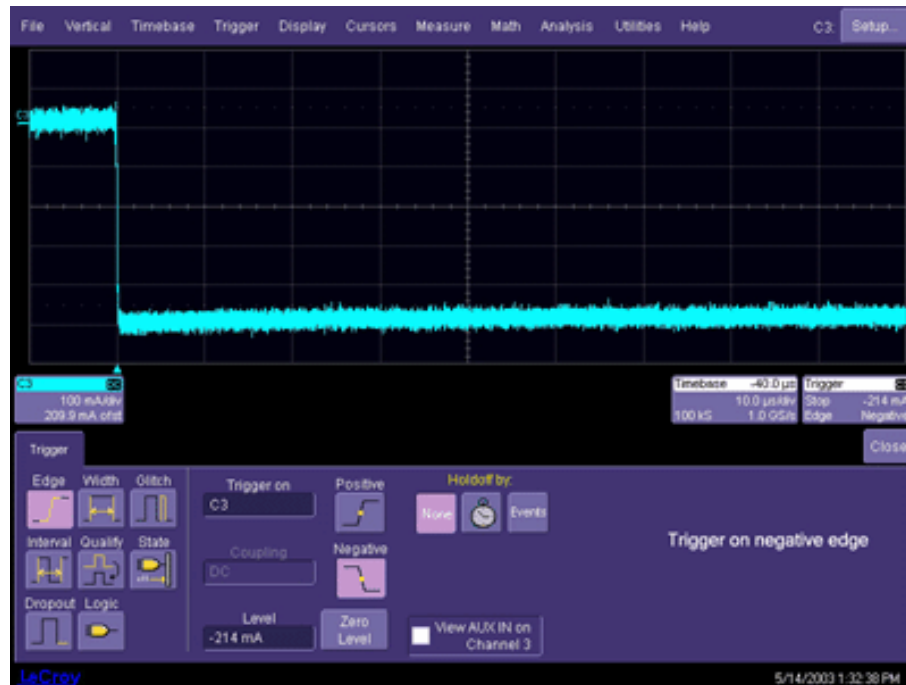 File Vertical Timebase Trigger Display Cursors Measure Math Analysis Utilities Help C3: Setup...
C3
C3 DC
100 mA/div
209.9 mA ofst
Timebase -40.0 µs
10.0 µs/div
100 kS 1.0 GS/s
Trigger
Stop -214 mA
Edge Negative
Trigger
Close
Edge Width Glitch
Interval Qualify State
Dropout Logic
Trigger on
C3
Coupling
DC
Level
-214 mA
Positive
Negative
Zero
Level
Holdoff by:
None Events
View AUX IN on
Channel 3
Trigger on negative edge
LeCroy
5/14/2003 1:32:38 PM